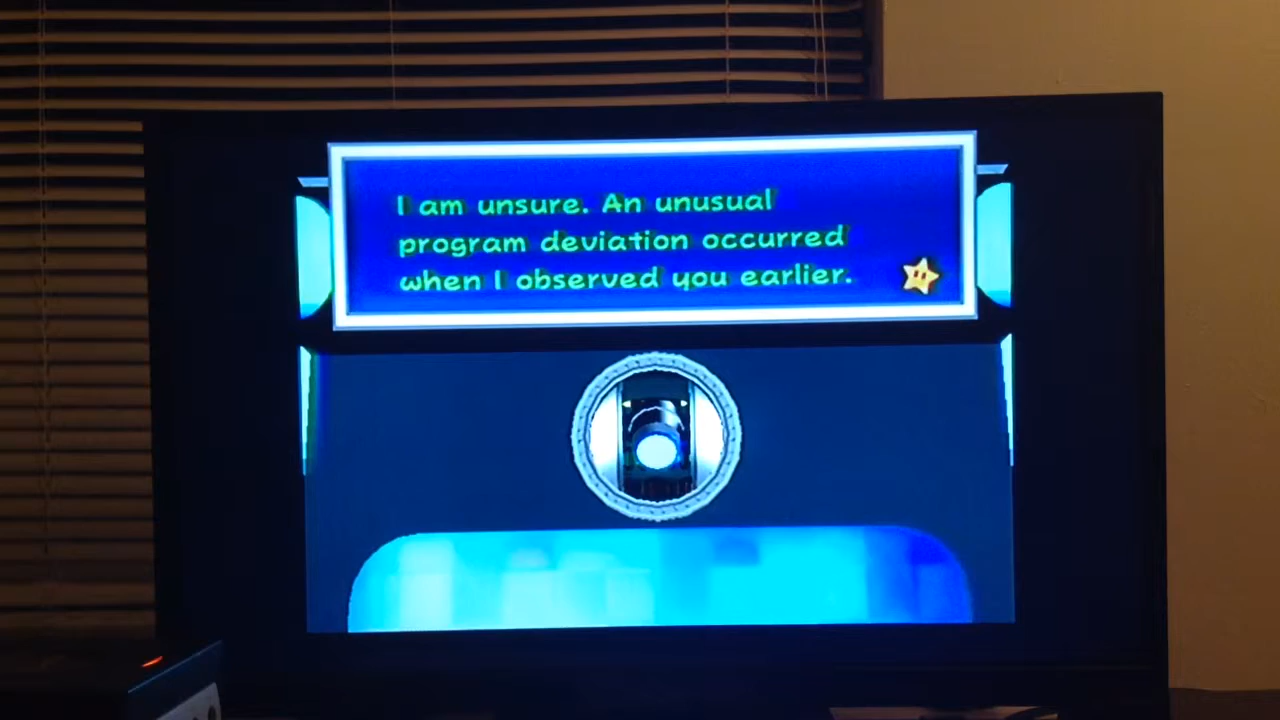 I am unsure. An unusual
program deviation occurred
when I observed you earlier.